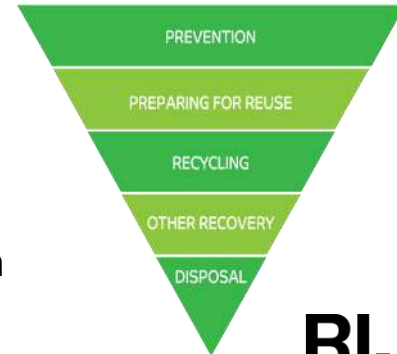 PREVENTION
PREPARING FOR REUSE
RECYCLING
OTHER RECOVERY
DISPOSAL